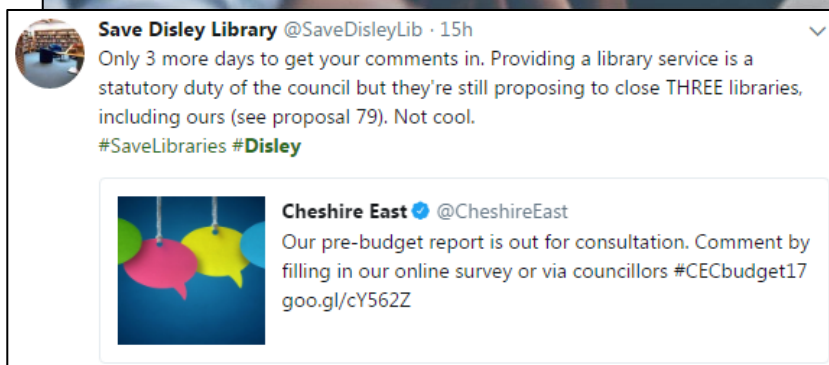 Save Disley Library @SaveDisleyLib · 15h
Only 3 more days to get your comments in. Providing a library service is a
statutory duty of the council but they're still proposing to close THREE libraries,
including ours (see proposal 79). Not cool.
#SaveLibraries #Disley
Cheshire East @CheshireEast
Our pre-budget report is out for consultation. Comment by
filling in our online survey or via councillors #CECbudget17
goo.gl/cY562Z